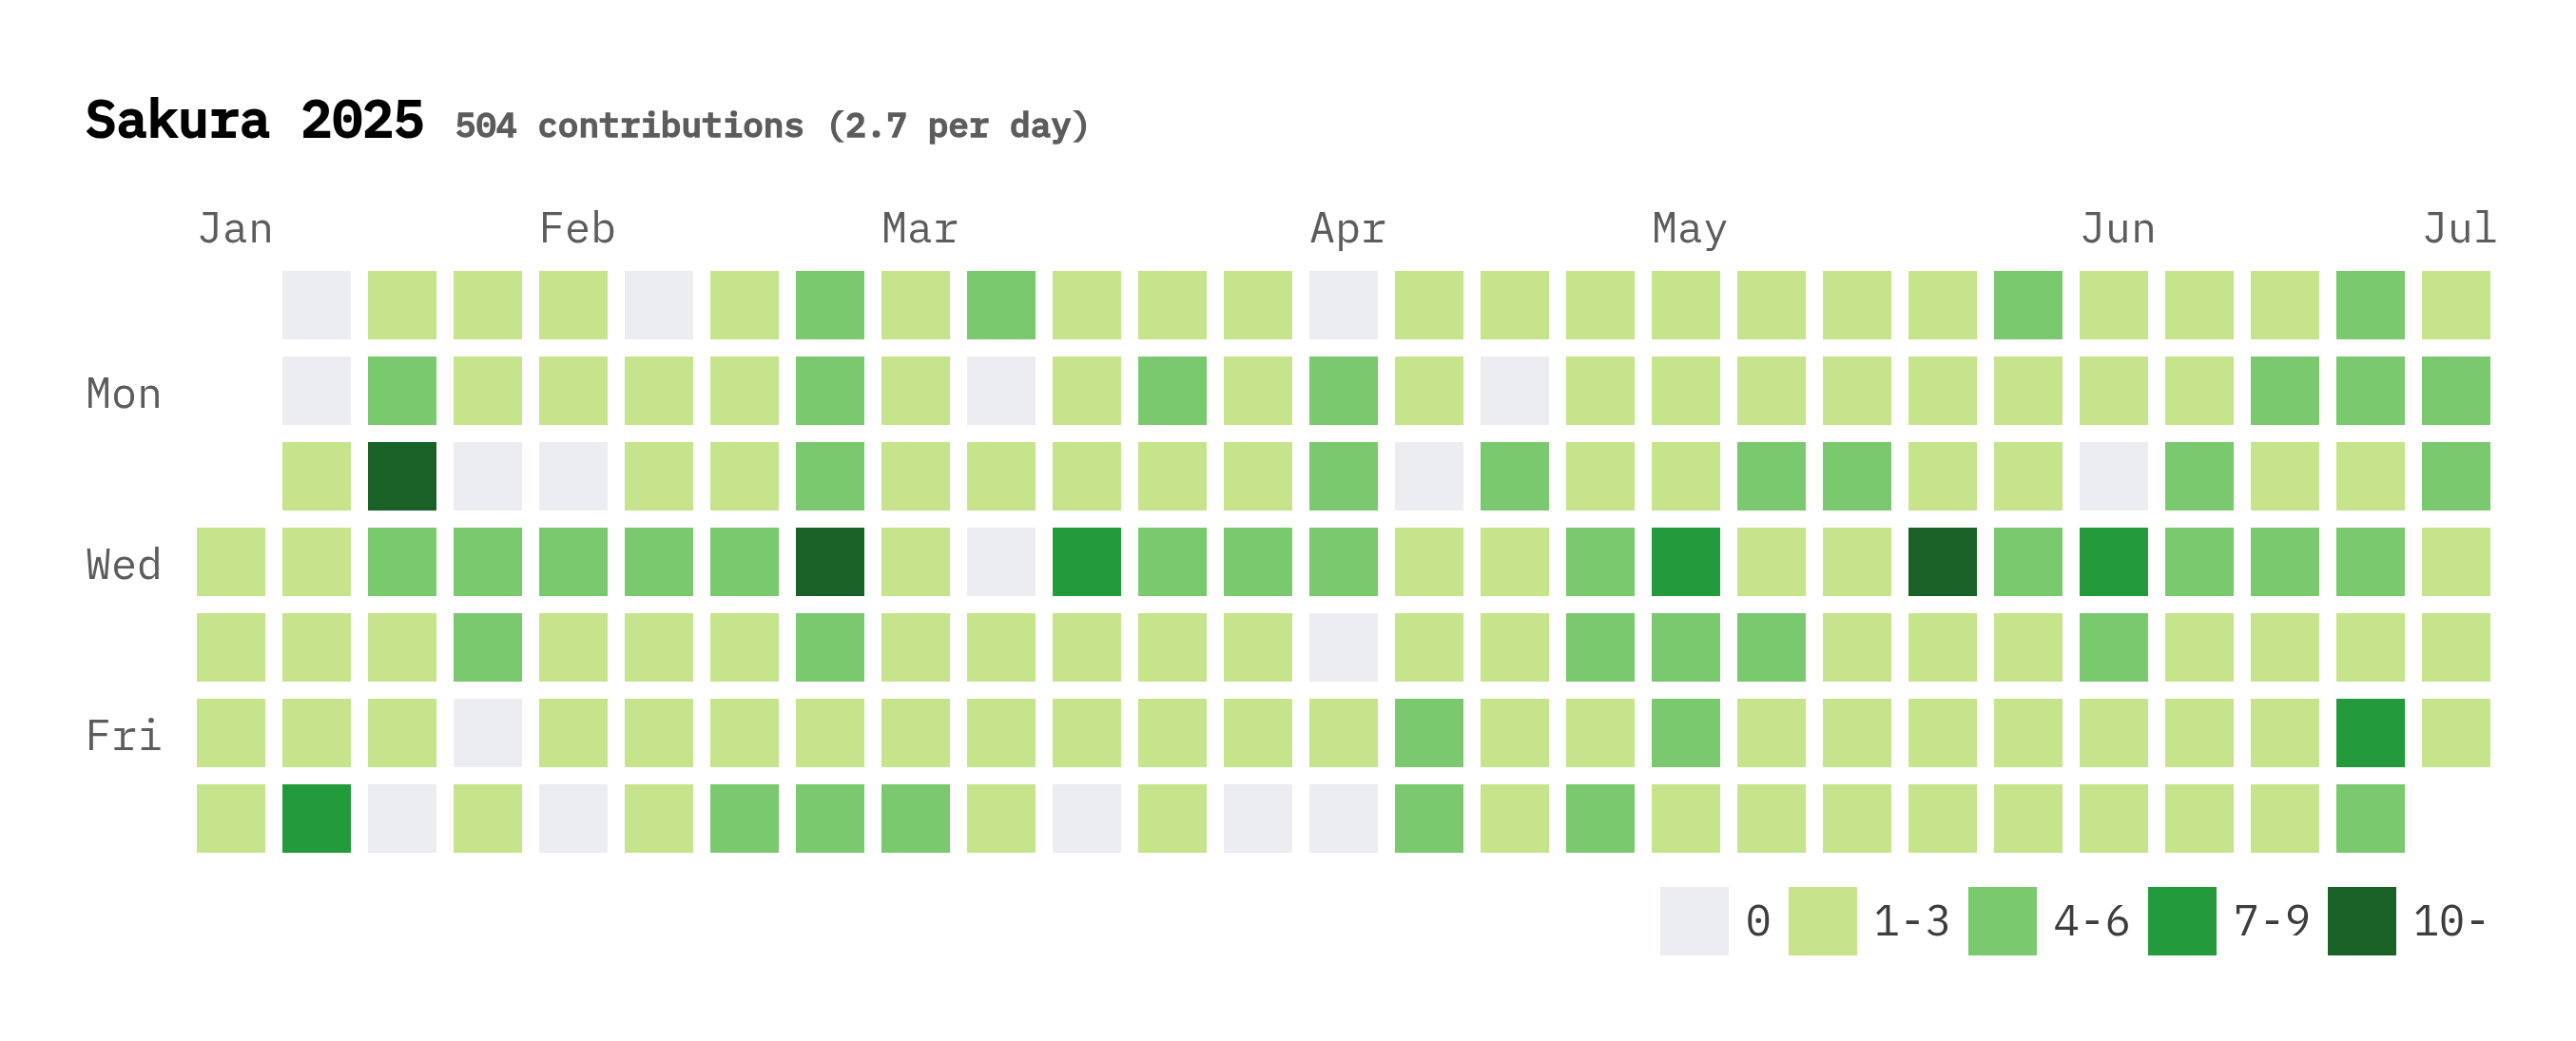 Sakura 2025 504 contributions (2.7 per day)
Jan Feb Mar Apr May Jun Jul
Mon
Wed
Fri
0 1-3 4-6 7-9 10-